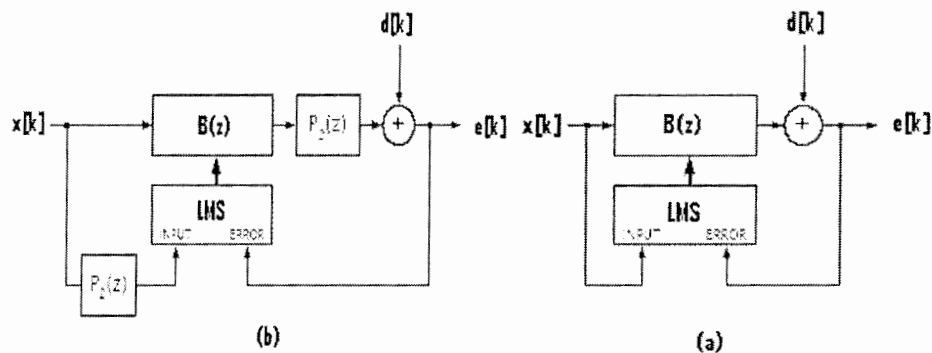 d[k]
x[k]
B(z)
P₂(z)
+
e[k]
LMS
INPUT ERROR
P₂(z)
(b)
d[k]
x[k]
B(z)
+
e[k]
LMS
INPUT ERROR
(a)